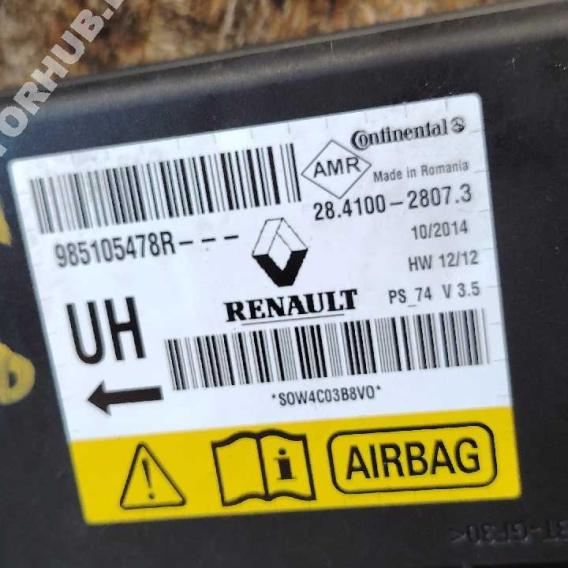 Continental
AMR
Made in Romania
985105478R---
28.4100-2807.3
10/2014
HW 12/12
UH
RENAULT
PS_74 V 3.5
*S0W4C03B8V0*
AIRBAG